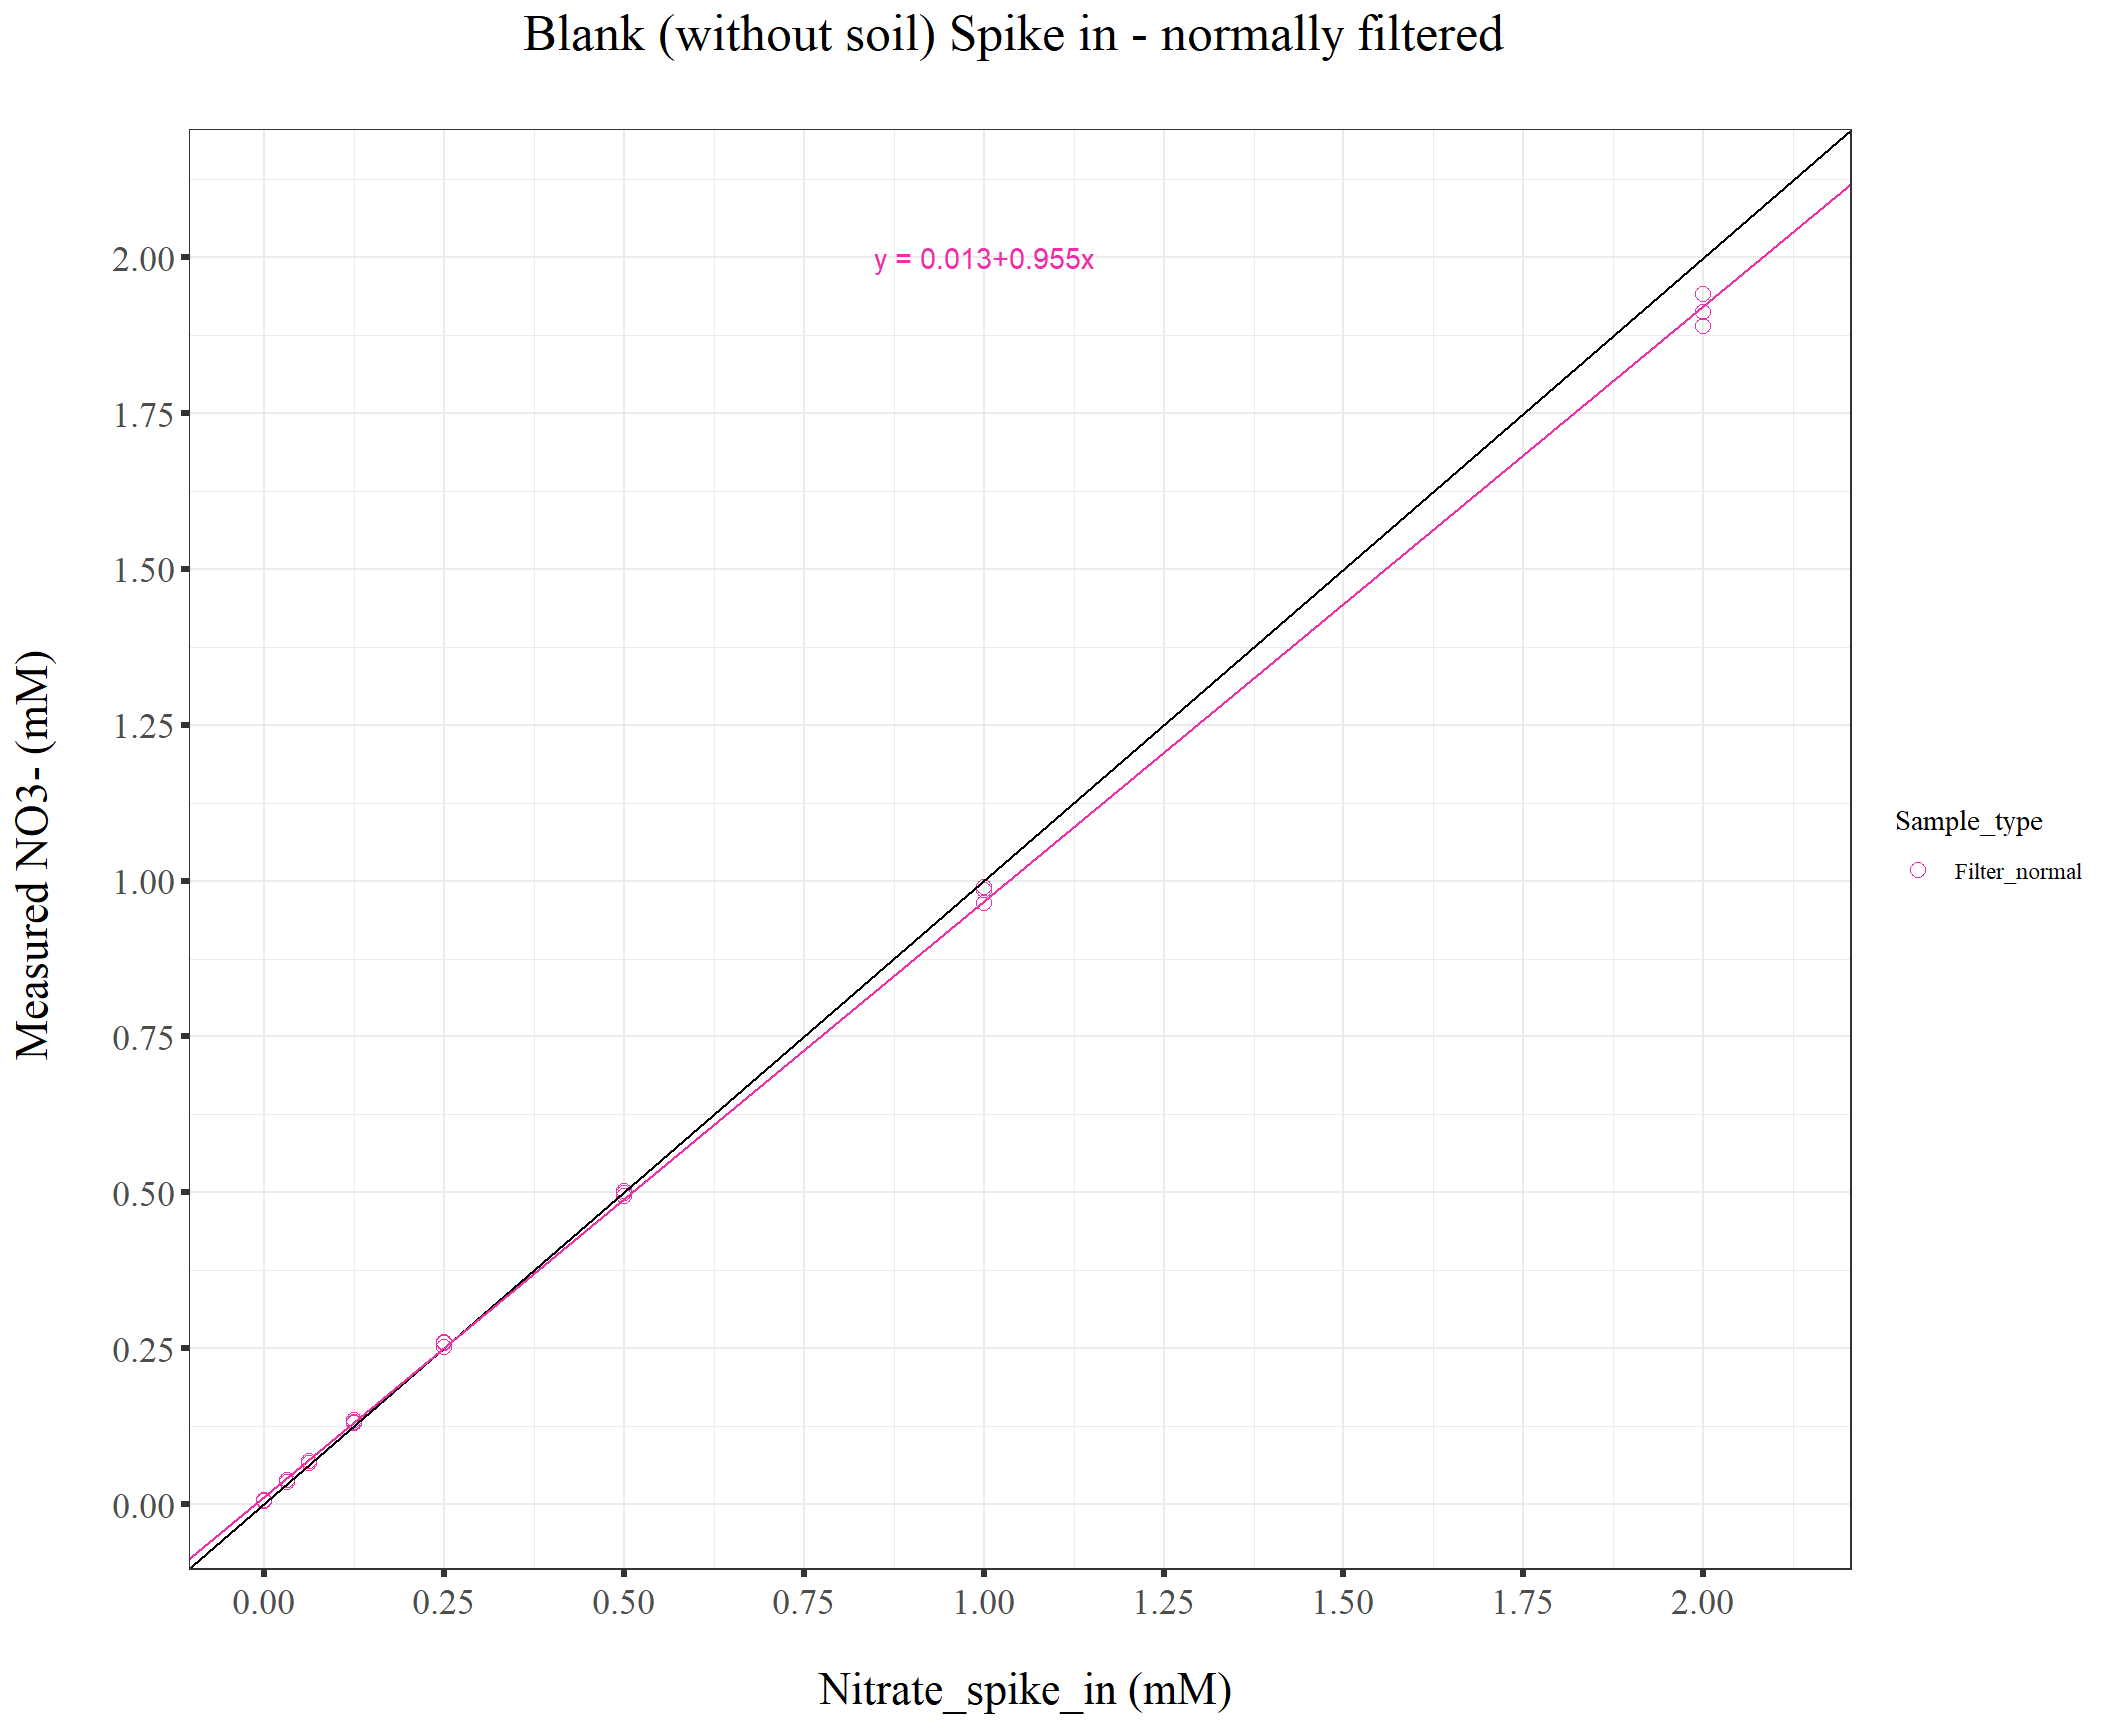 Blank (without soil) Spike in - normally filtered
y = 0.013+0.955x
2.00
1.75
1.50
1.25
1.00
0.75
0.50
0.25
0.00
Measured NO3- (mM)
0.00 0.25 0.50 0.75 1.00 1.25 1.50 1.75 2.00
Nitrate_spike_in (mM)
Sample_type
Filter_normal